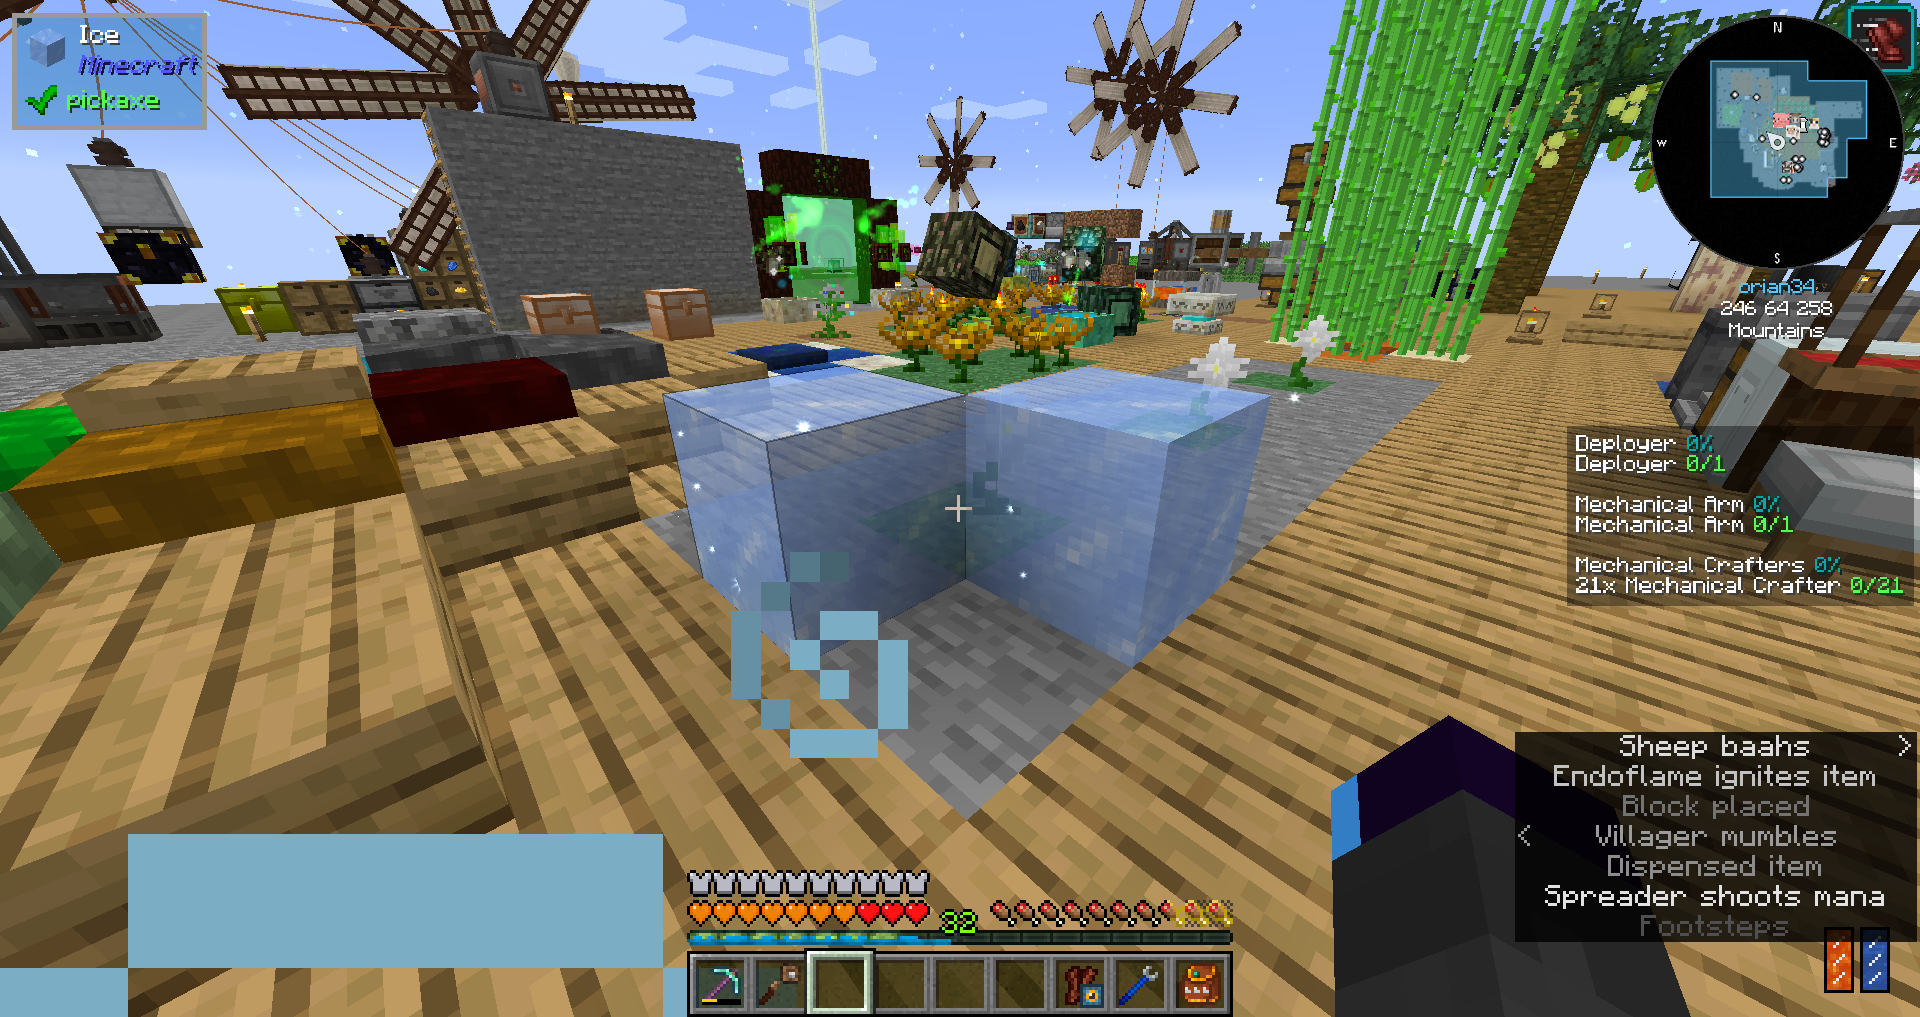 Ice
Minecraft
pickaxe
N
W
E
S
orian34
246 64 258
Mountains
Deployer 0%
Deployer 0/1
Mechanical Arm 0%
Mechanical Arm 0/1
Mechanical Crafters 0%
21x Mechanical Crafter 0/21
Sheep baahs >
Endoflame ignites item
Block placed
< Villager mumbles
Dispensed item
Spreader shoots mana
Footsteps
32